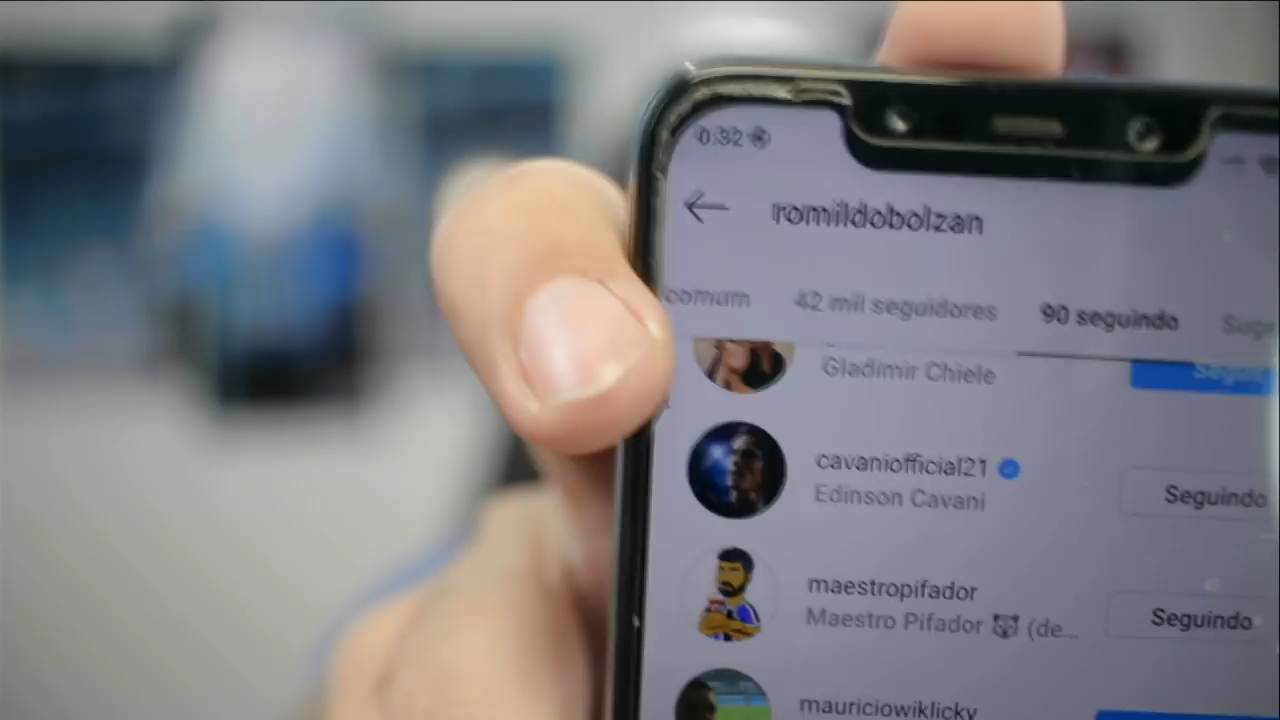 0:32
romildobolzan
comum
42 mil seguidores
90 seguindo
Gladimir Chiele
cavaniofficial21
Edinson Cavani
Seguindo
maestropifador
Maestro Pifador 🐺 (de...
Seguindo
mauriciowiklicky